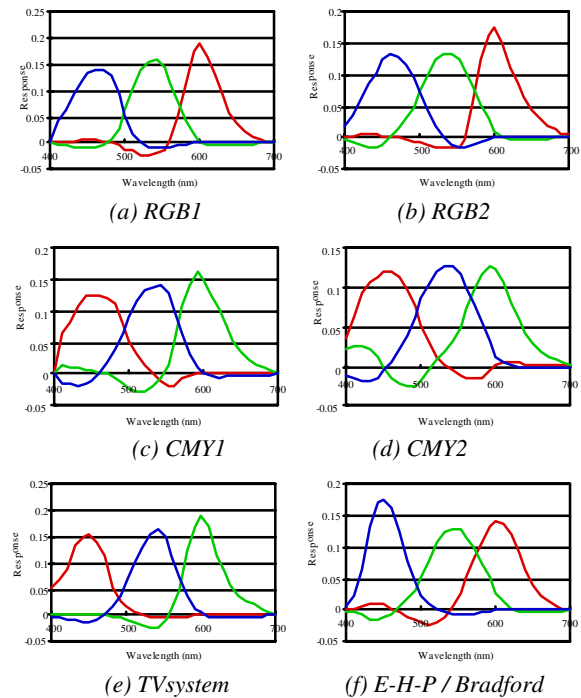 0.25
0.2
0.15
0.1
0.05
0
-0.05
400 500 600 700
Response
Wavelength (nm)
(a) RGB1
0.2
0.15
0.1
0.05
0
-0.05
400 500 600 700
Response
Wavelength (nm)
(b) RGB2
0.2
0.15
0.1
0.05
0
-0.05
400 500 600 700
Response
Wavelength (nm)
(c) CMY1
0.15
0.1
0.05
0
-0.05
400 500 600 700
Response
Wavelength (nm)
(d) CMY2
0.25
0.2
0.15
0.1
0.05
0
-0.05
400 500 600 700
Response
Wavelength (nm)
(e) TVsystem
0.2
0.15
0.1
0.05
0
-0.05
400 500 600 700
Response
Wavelength (nm)
(f) E-H-P / Bradford